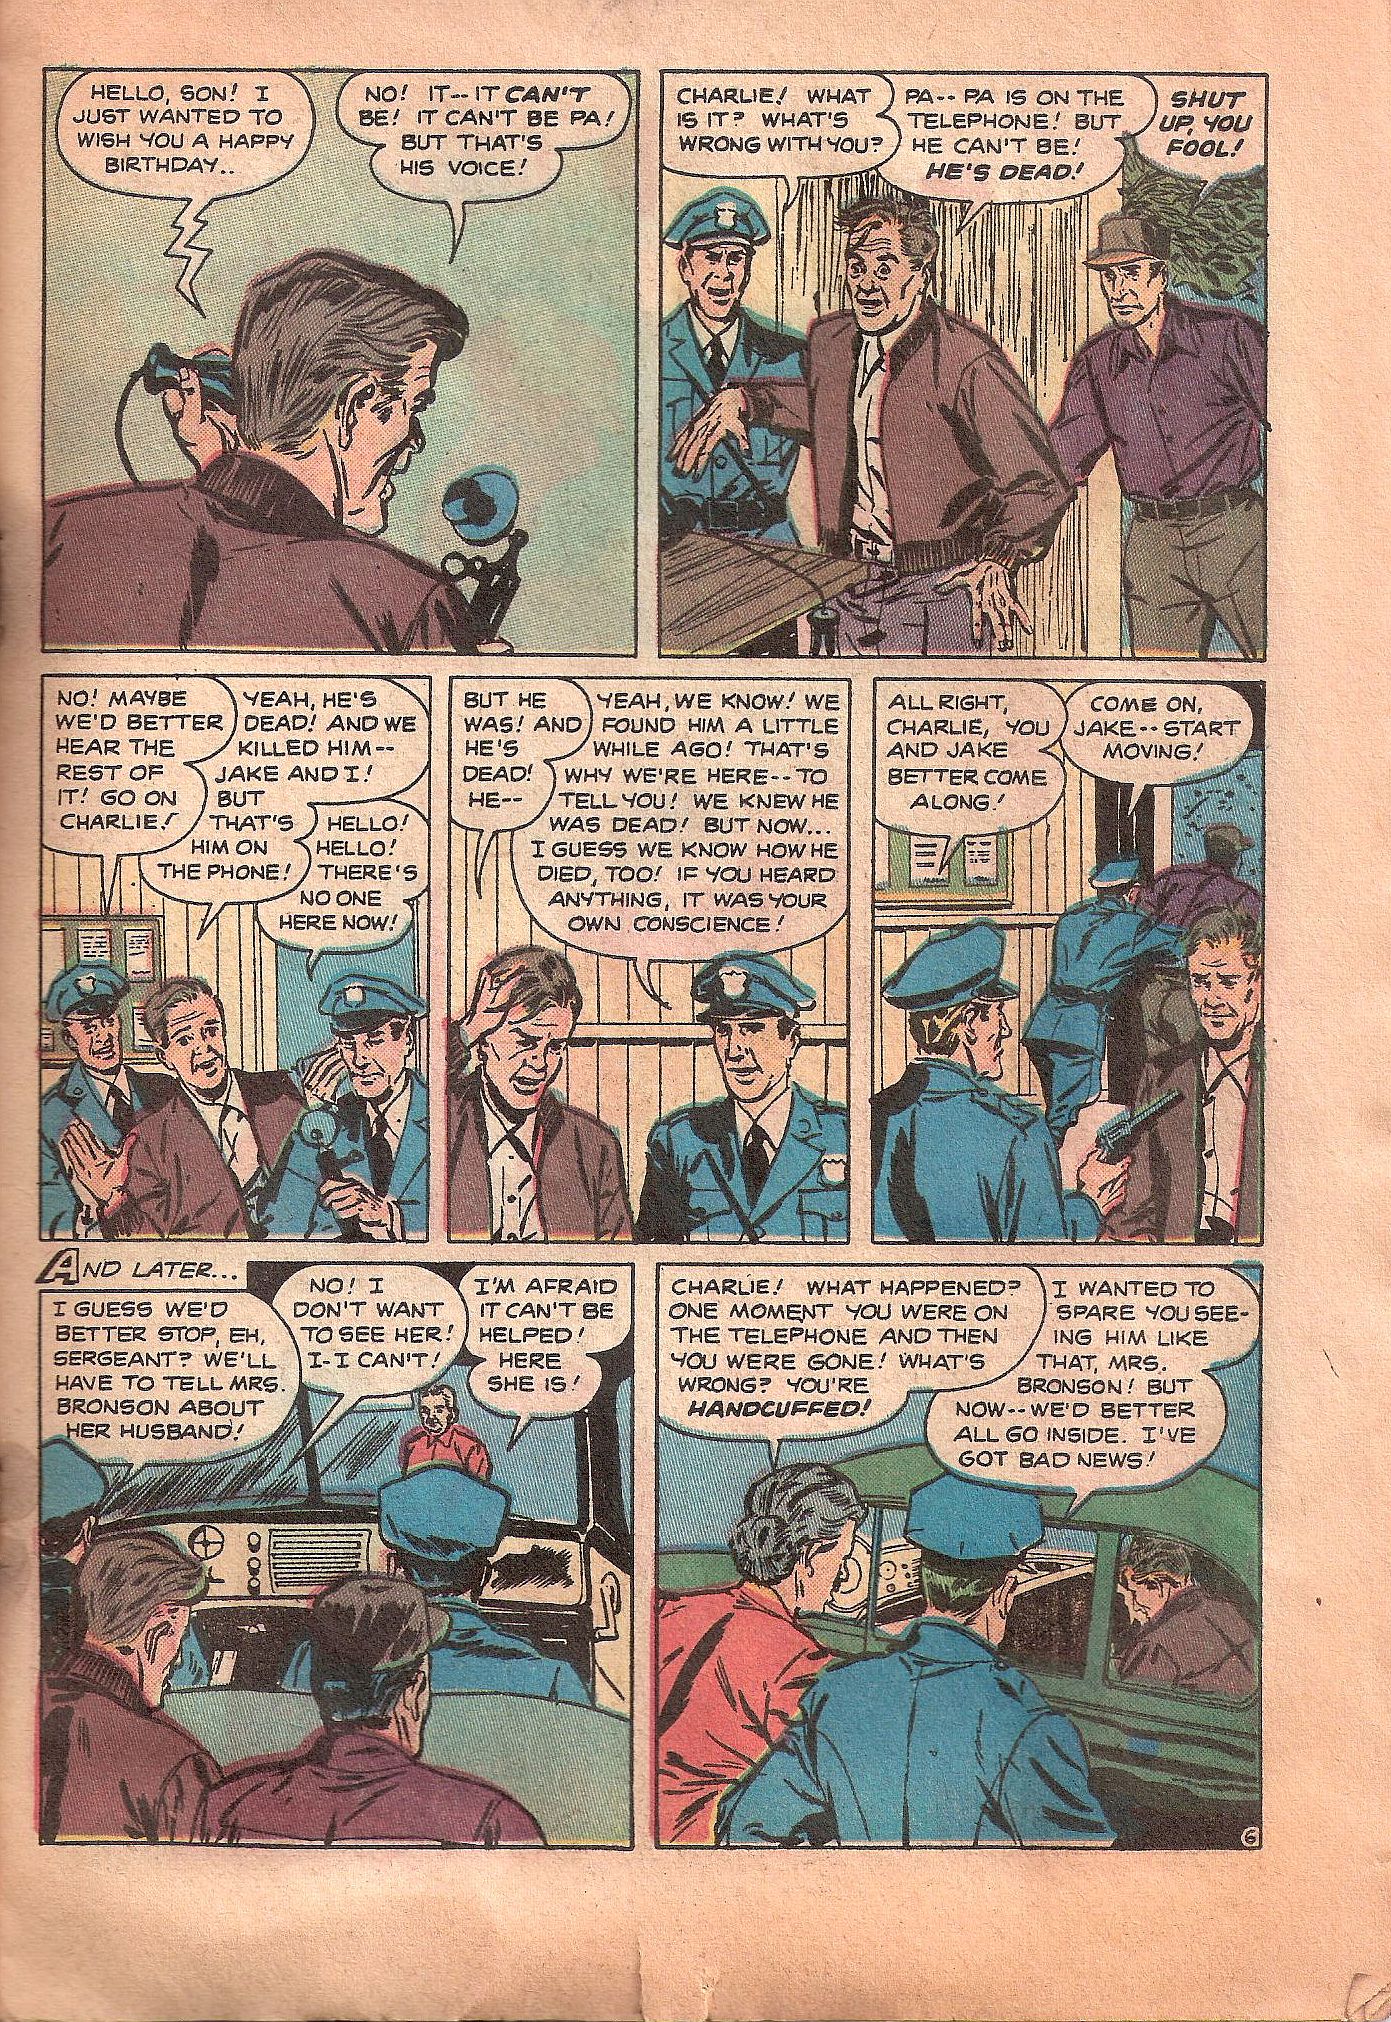 HELLO, SON! I
JUST WANTED TO
WISH YOU A HAPPY
BIRTHDAY..
NO! IT-- IT CAN'T
BE! IT CAN'T BE PA!
BUT THAT'S
HIS VOICE!
CHARLIE! WHAT
IS IT? WHAT'S
WRONG WITH YOU?
PA-- PA IS ON THE
TELEPHONE! BUT
HE CAN'T BE!
HE'S DEAD!
SHUT
UP, YOU
FOOL!
NO! MAYBE
WE'D BETTER
HEAR THE
REST OF
IT! GO ON
CHARLIE!
YEAH, HE'S
DEAD! AND WE
KILLED HIM--
JAKE AND I!
BUT
THAT'S
HIM ON
THE PHONE!
HELLO!
HELLO!
THERE'S
NO ONE
HERE NOW!
BUT HE
WAS! AND
HE'S
DEAD!
HE--
YEAH, WE KNOW! WE
FOUND HIM A LITTLE
WHILE AGO! THAT'S
WHY WE'RE HERE-- TO
TELL YOU! WE KNEW HE
WAS DEAD! BUT NOW...
I GUESS WE KNOW HOW HE
DIED, TOO! IF YOU HEARD
ANYTHING, IT WAS YOUR
OWN CONSCIENCE!
ALL RIGHT,
CHARLIE, YOU
AND JAKE
BETTER COME
ALONG!
COME ON,
JAKE-- START
MOVING!
AND LATER...
I GUESS WE'D
BETTER STOP, EH,
SERGEANT? WE'LL
HAVE TO TELL MRS.
BRONSON ABOUT
HER HUSBAND!
NO! I
DON'T WANT
TO SEE HER!
I-I CAN'T!
I'M AFRAID
IT CAN'T BE
HELPED!
HERE
SHE IS!
CHARLIE! WHAT HAPPENED?
ONE MOMENT YOU WERE ON
THE TELEPHONE AND THEN
YOU WERE GONE! WHAT'S
WRONG? YOU'RE
HANDCUFFED!
I WANTED TO
SPARE YOU SEE-
ING HIM LIKE
THAT, MRS.
BRONSON! BUT
NOW-- WE'D BETTER
ALL GO INSIDE. I'VE
GOT BAD NEWS!
6